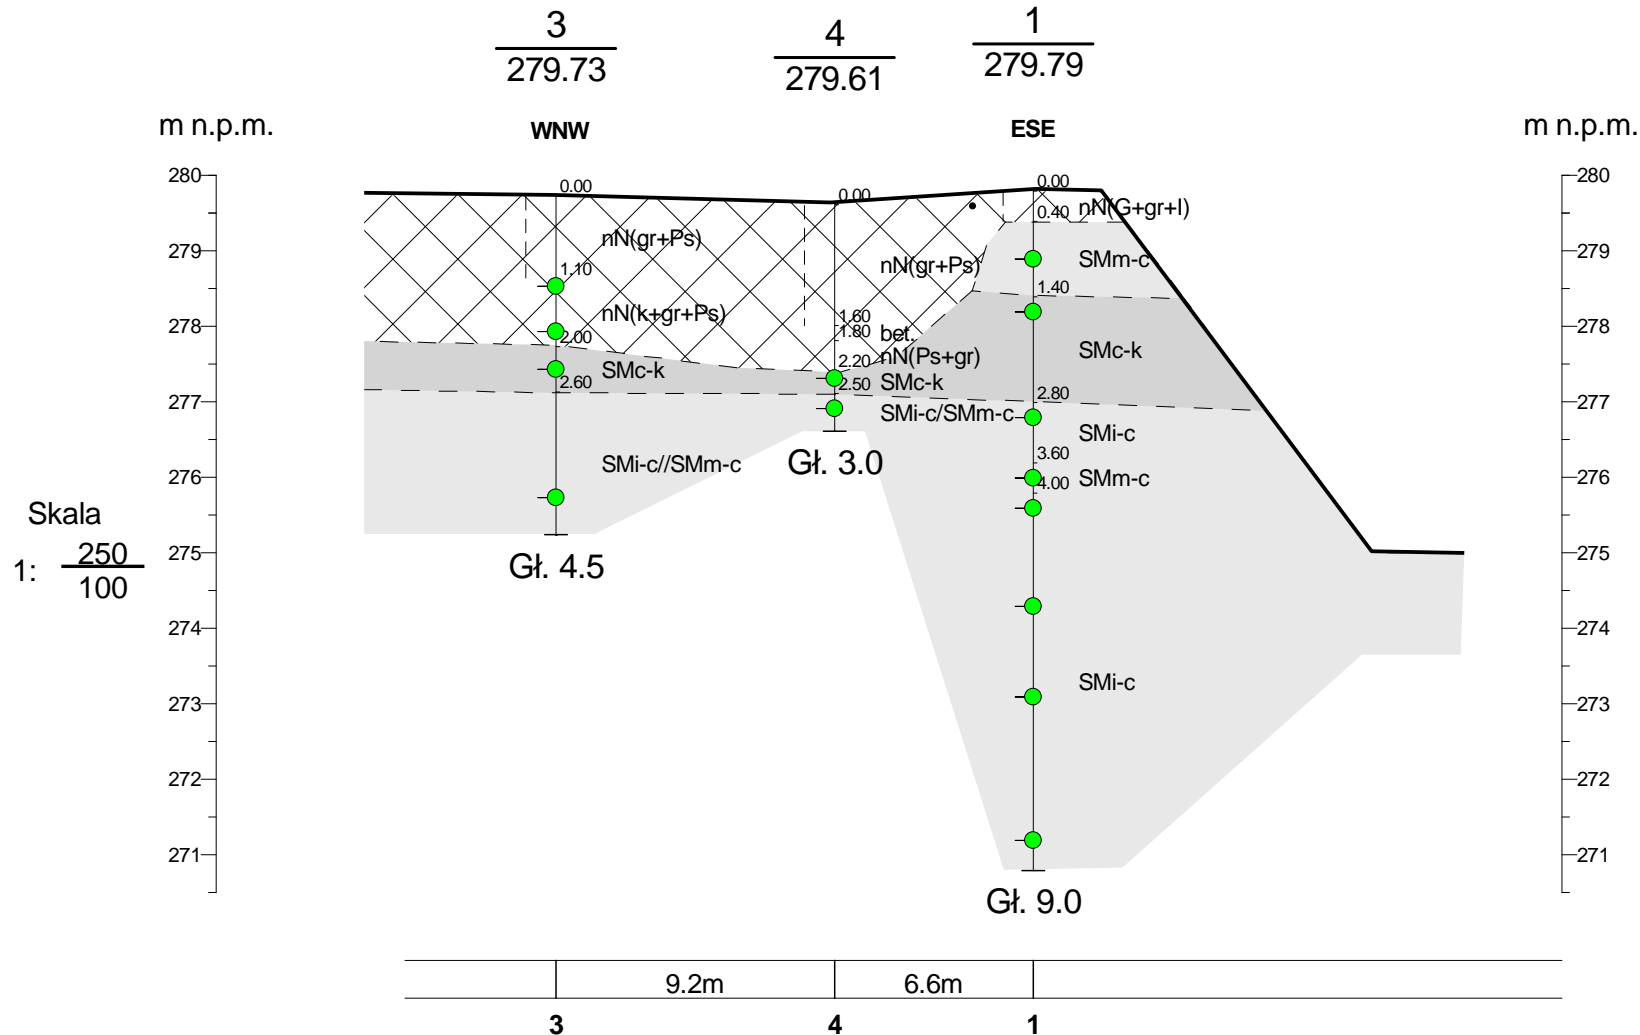 3
279.73
4
279.61
1
279.79
m n.p.m.
WNW
ESE
m n.p.m.
280
279
278
277
276
275
274
273
272
271
Skala
1: 250
100
0.00
nN(gr+Ps)
1.10
nN(k+gr+Ps)
2.00
SMc-k
2.60
SMi-c//SMm-c
Gł. 4.5
0.00
nN(gr+Ps)
1.60
bet.
1.80
nN(Ps+gr)
2.20
SMc-k
2.50
SMi-c/SMm-c
Gł. 3.0
0.00
nN(G+gr+I)
0.40
SMm-c
1.40
SMc-k
2.80
SMi-c
3.60
SMm-c
4.00
SMi-c
Gł. 9.0
280
279
278
277
276
275
274
273
272
271
9.2m
6.6m
3
4
1